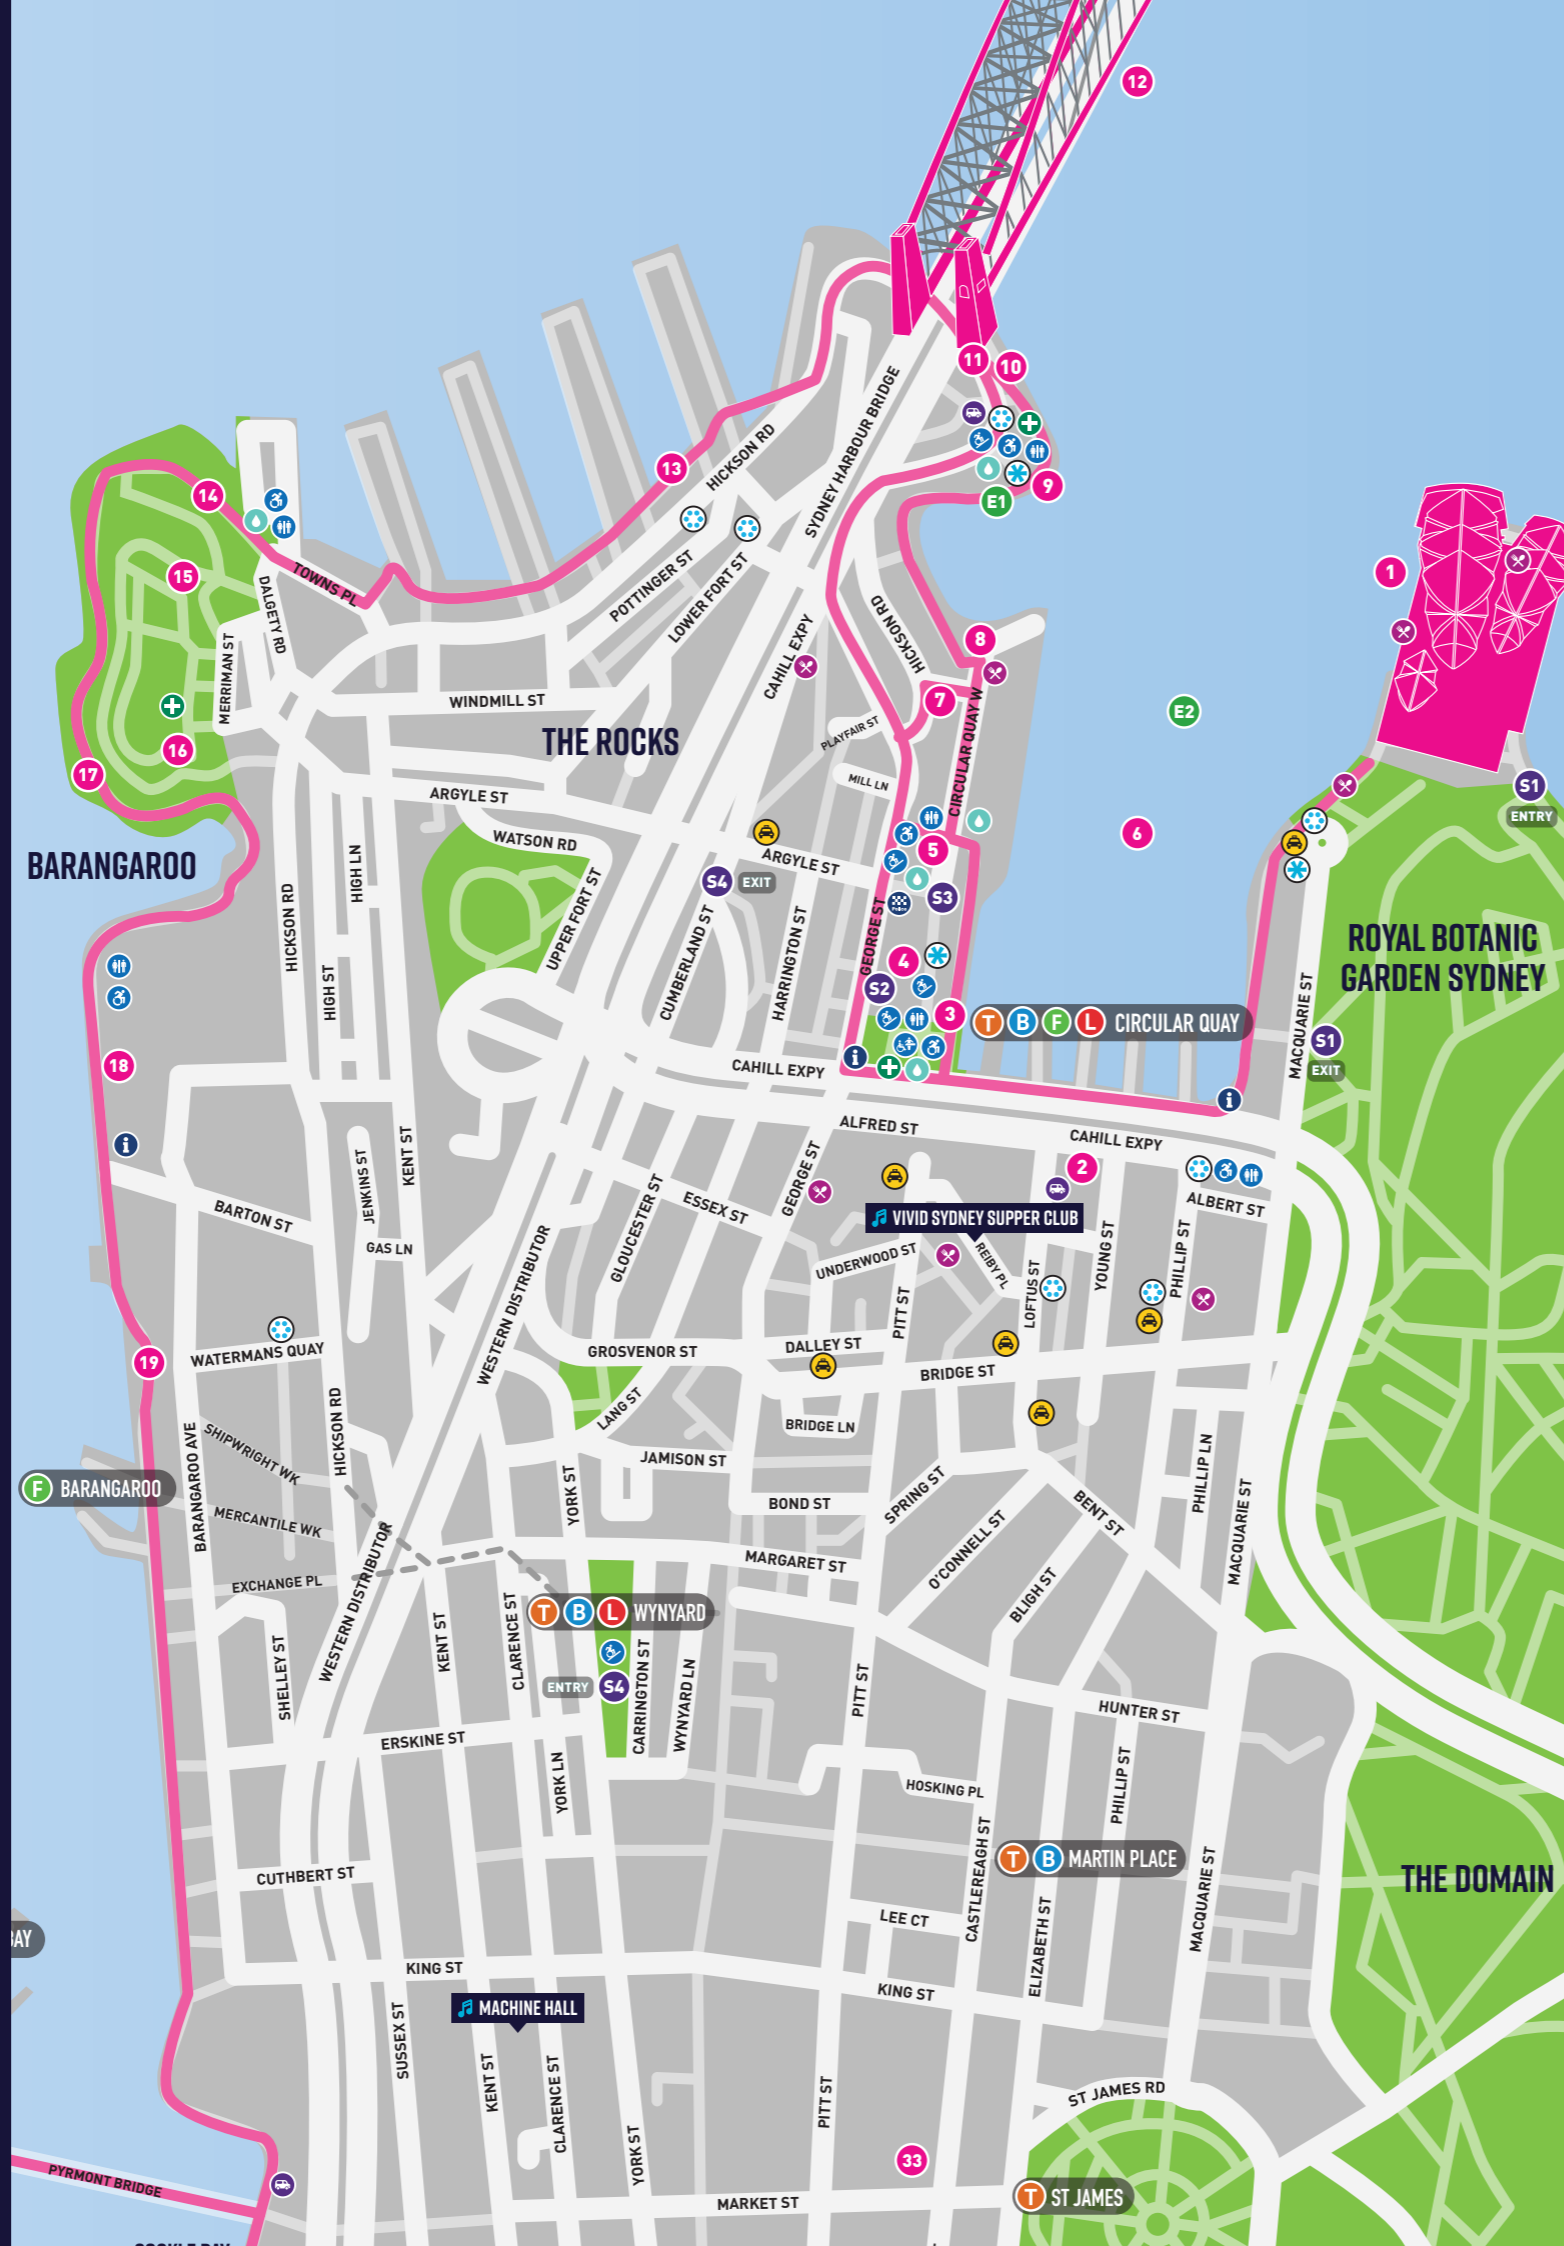 12
11
10
9
E1
13
HICKSON RD
SYDNEY HARBOUR BRIDGE
14
15
TOWNS PL
DALGETY RD
POTTINGER ST
LOWER FORT ST
1
MERRIMAN ST
CAHILL EXPY
HICKSON RD
8
7
WINDMILL ST
THE ROCKS
PLAYFAIR ST
CIRCULAR QUAY W
E2
16
17
MILL LN
S1
ENTRY
ARGYLE ST
WATSON RD
ARGYLE ST
5
6
BARANGAROO
S4
EXIT
S3
HICKSON RD
HIGH LN
HIGH ST
UPPER FORT ST
CUMBERLAND ST
HARRINGTON ST
GEORGE ST
4
S2
3
ROYAL BOTANIC
GARDEN SYDNEY
T B F L CIRCULAR QUAY
MACQUARIE ST
S1
EXIT
18
i
CAHILL EXPY
i
i
ALFRED ST
CAHILL EXPY
2
KENT ST
JENKINS ST
GEORGE ST
BARTON ST
GAS LN
GLOUCESTER ST
ESSEX ST
VIVID SYDNEY SUPPER CLUB
ALBERT ST
WESTERN DISTRIBUTOR
UNDERWOOD ST
REIBY PL
PITT ST
LOFTUS ST
YOUNG ST
PHILLIP ST
19
WATERMANS QUAY
GROSVENOR ST
DALLEY ST
BRIDGE ST
LANG ST
BRIDGE LN
HICKSON RD
BARANGAROO AVE
SHIPWRIGHT WK
JAMISON ST
F BARANGAROO
YORK ST
BOND ST
SPRING ST
BENT ST
PHILLIP LN
MACQUARIE ST
MERCANTILE WK
WESTERN DISTRIBUTOR
MARGARET ST
O'CONNELL ST
BLIGH ST
EXCHANGE PL
T B L WYNYARD
SHELLEY ST
KENT ST
CLARENCE ST
ENTRY
S4
CARRINGTON ST
WYNYARD LN
PITT ST
HUNTER ST
ERSKINE ST
YORK LN
HOSKING PL
PHILLIP ST
CASTLEREAGH ST
T B MARTIN PLACE
CUTHBERT ST
THE DOMAIN
LEE CT
ELIZABETH ST
MACQUARIE ST
AY
KING ST
KING ST
MACHINE HALL
SUSSEX ST
KENT ST
CLARENCE ST
YORK ST
PITT ST
ST JAMES RD
33
PYRMONT BRIDGE
T ST JAMES
MARKET ST